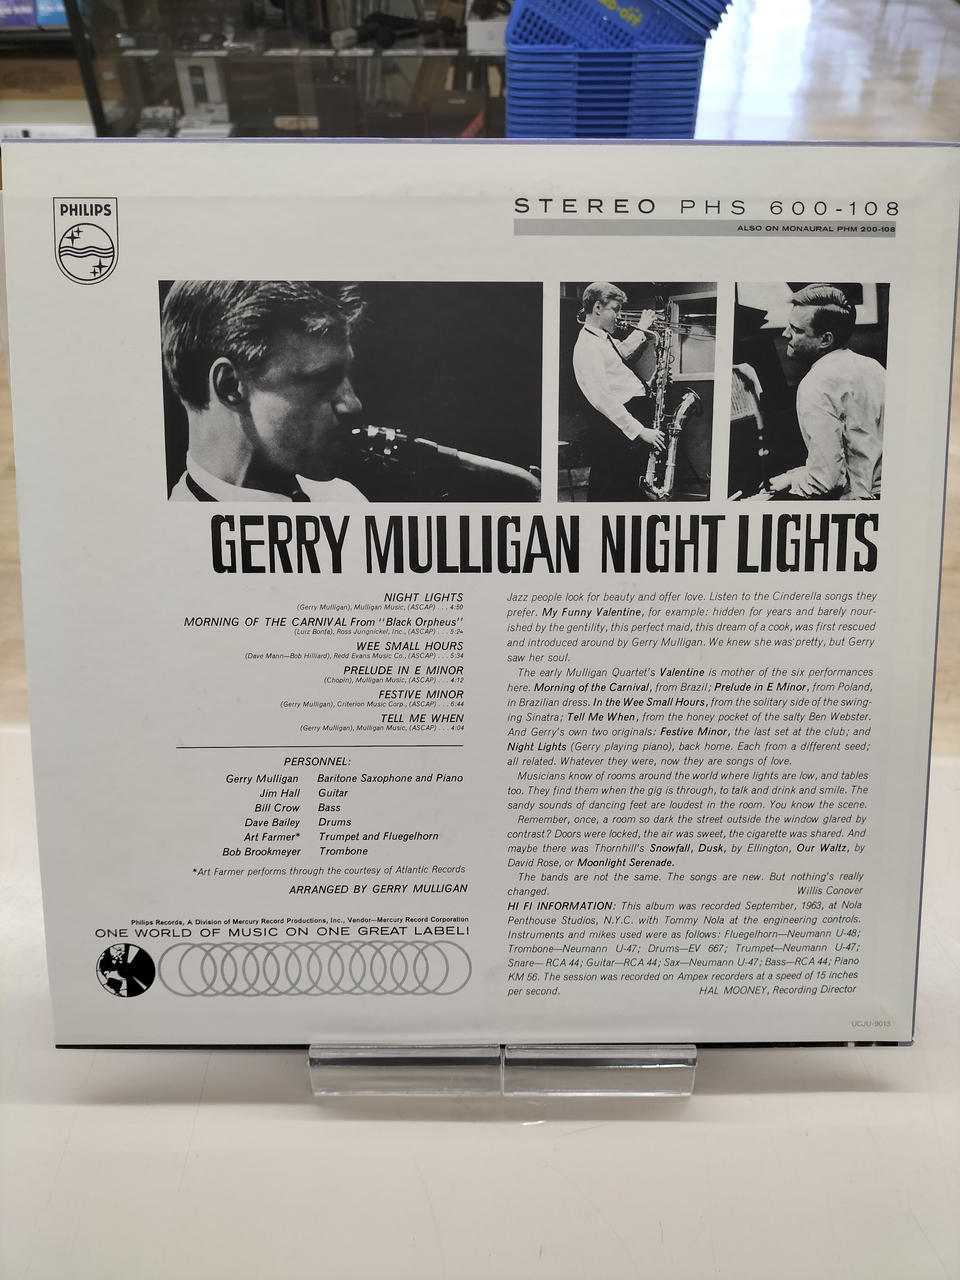 PHILIPS
STEREO PHS 600-108
ALSO ON MONAURAL PHM 200-108
GERRY MULLIGAN NIGHT LIGHTS
NIGHT LIGHTS
(Gerry Mulligan), Mulligan Music, (ASCAP) . . . 4:50
MORNING OF THE CARNIVAL From "Black Orpheus"
(Luiz Bonfa), Ross Jungnickel, Inc., (ASCAP) . . .
WEE SMALL HOURS
(Dave Mann—Bob Hilliard), Redd Evans Music Co., (ASCAP) . . . 5:34
PRELUDE IN E MINOR
(Chopin), Mulligan Music, (ASCAP) . . . 4:12
FESTIVE MINOR
(Gerry Mulligan), Criterion Music Corp., (ASCAP) . . . 6:44
TELL ME WHEN
(Gerry Mulligan), Mulligan Music, (ASCAP) . . . 4:04
PERSONNEL:
Gerry Mulligan Baritone Saxophone and Piano
Jim Hall Guitar
Bill Crow Bass
Dave Bailey Drums
Art Farmer* Trumpet and Fluegelhorn
Bob Brookmeyer Trombone
*Art Farmer performs through the courtesy of Atlantic Records
ARRANGED BY GERRY MULLIGAN
Philips Records, A Division of Mercury Record Productions, Inc., Vendor—Mercury Record Corporation
ONE WORLD OF MUSIC ON ONE GREAT LABEL!
Jazz people look for beauty and offer love. Listen to the Cinderella songs they
prefer. My Funny Valentine, for example: hidden for years and barely nour-
ished by the gentility, this perfect maid, this dream of a cook, was first rescued
and introduced around by Gerry Mulligan. We knew she was pretty, but Gerry
saw her soul.
The early Mulligan Quartet's Valentine is mother of the six performances
here. Morning of the Carnival, from Brazil; Prelude in E Minor, from Poland,
in Brazilian dress. In the Wee Small Hours, from the solitary side of the swing-
ing Sinatra; Tell Me When, from the honey pocket of the salty Ben Webster.
And Gerry's own two originals: Festive Minor, the last set at the club; and
Night Lights (Gerry playing piano), back home. Each from a different seed;
all related. Whatever they were, now they are songs of love.
Musicians know of rooms around the world where lights are low, and tables
too. They find them when the gig is through, to talk and drink and smile. The
sandy sounds of dancing feet are loudest in the room. You know the scene.
Remember, once, a room so dark the street outside the window glared by
contrast? Doors were locked, the air was sweet, the cigarette was shared. And
maybe there was Thornhill's Snowfall, Dusk, by Ellington, Our Waltz, by
David Rose, or Moonlight Serenade.
The bands are not the same. The songs are new. But nothing's really
changed. Willis Conover
HI FI INFORMATION: This album was recorded September, 1963, at Nola
Penthouse Studios, N.Y.C. with Tommy Nola at the engineering controls.
Instruments and mikes used were as follows: Fluegelhorn—Neumann U-48;
Trombone—Neumann U-47; Drums—EV 667; Trumpet—Neumann U-47;
Snare—RCA 44; Guitar—RCA 44; Sax—Neumann U-47; Bass—RCA 44; Piano
KM 56. The session was recorded on Ampex recorders at a speed of 15 inches
per second. HAL MOONEY, Recording Director
UCJU-9013